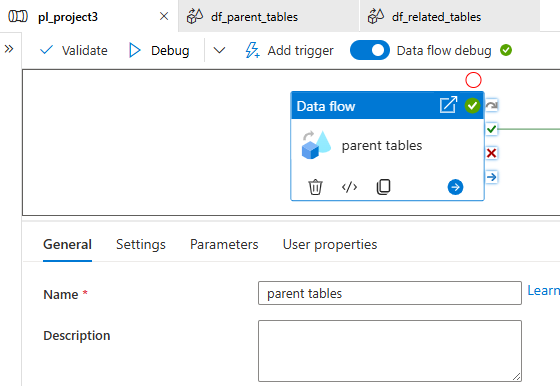 pl_project3
df_parent_tables
df_related_tables
Validate
Debug
Add trigger
Data flow debug
Data flow
parent tables
General
Settings
Parameters
User properties
Name *
parent tables
Learn
Description